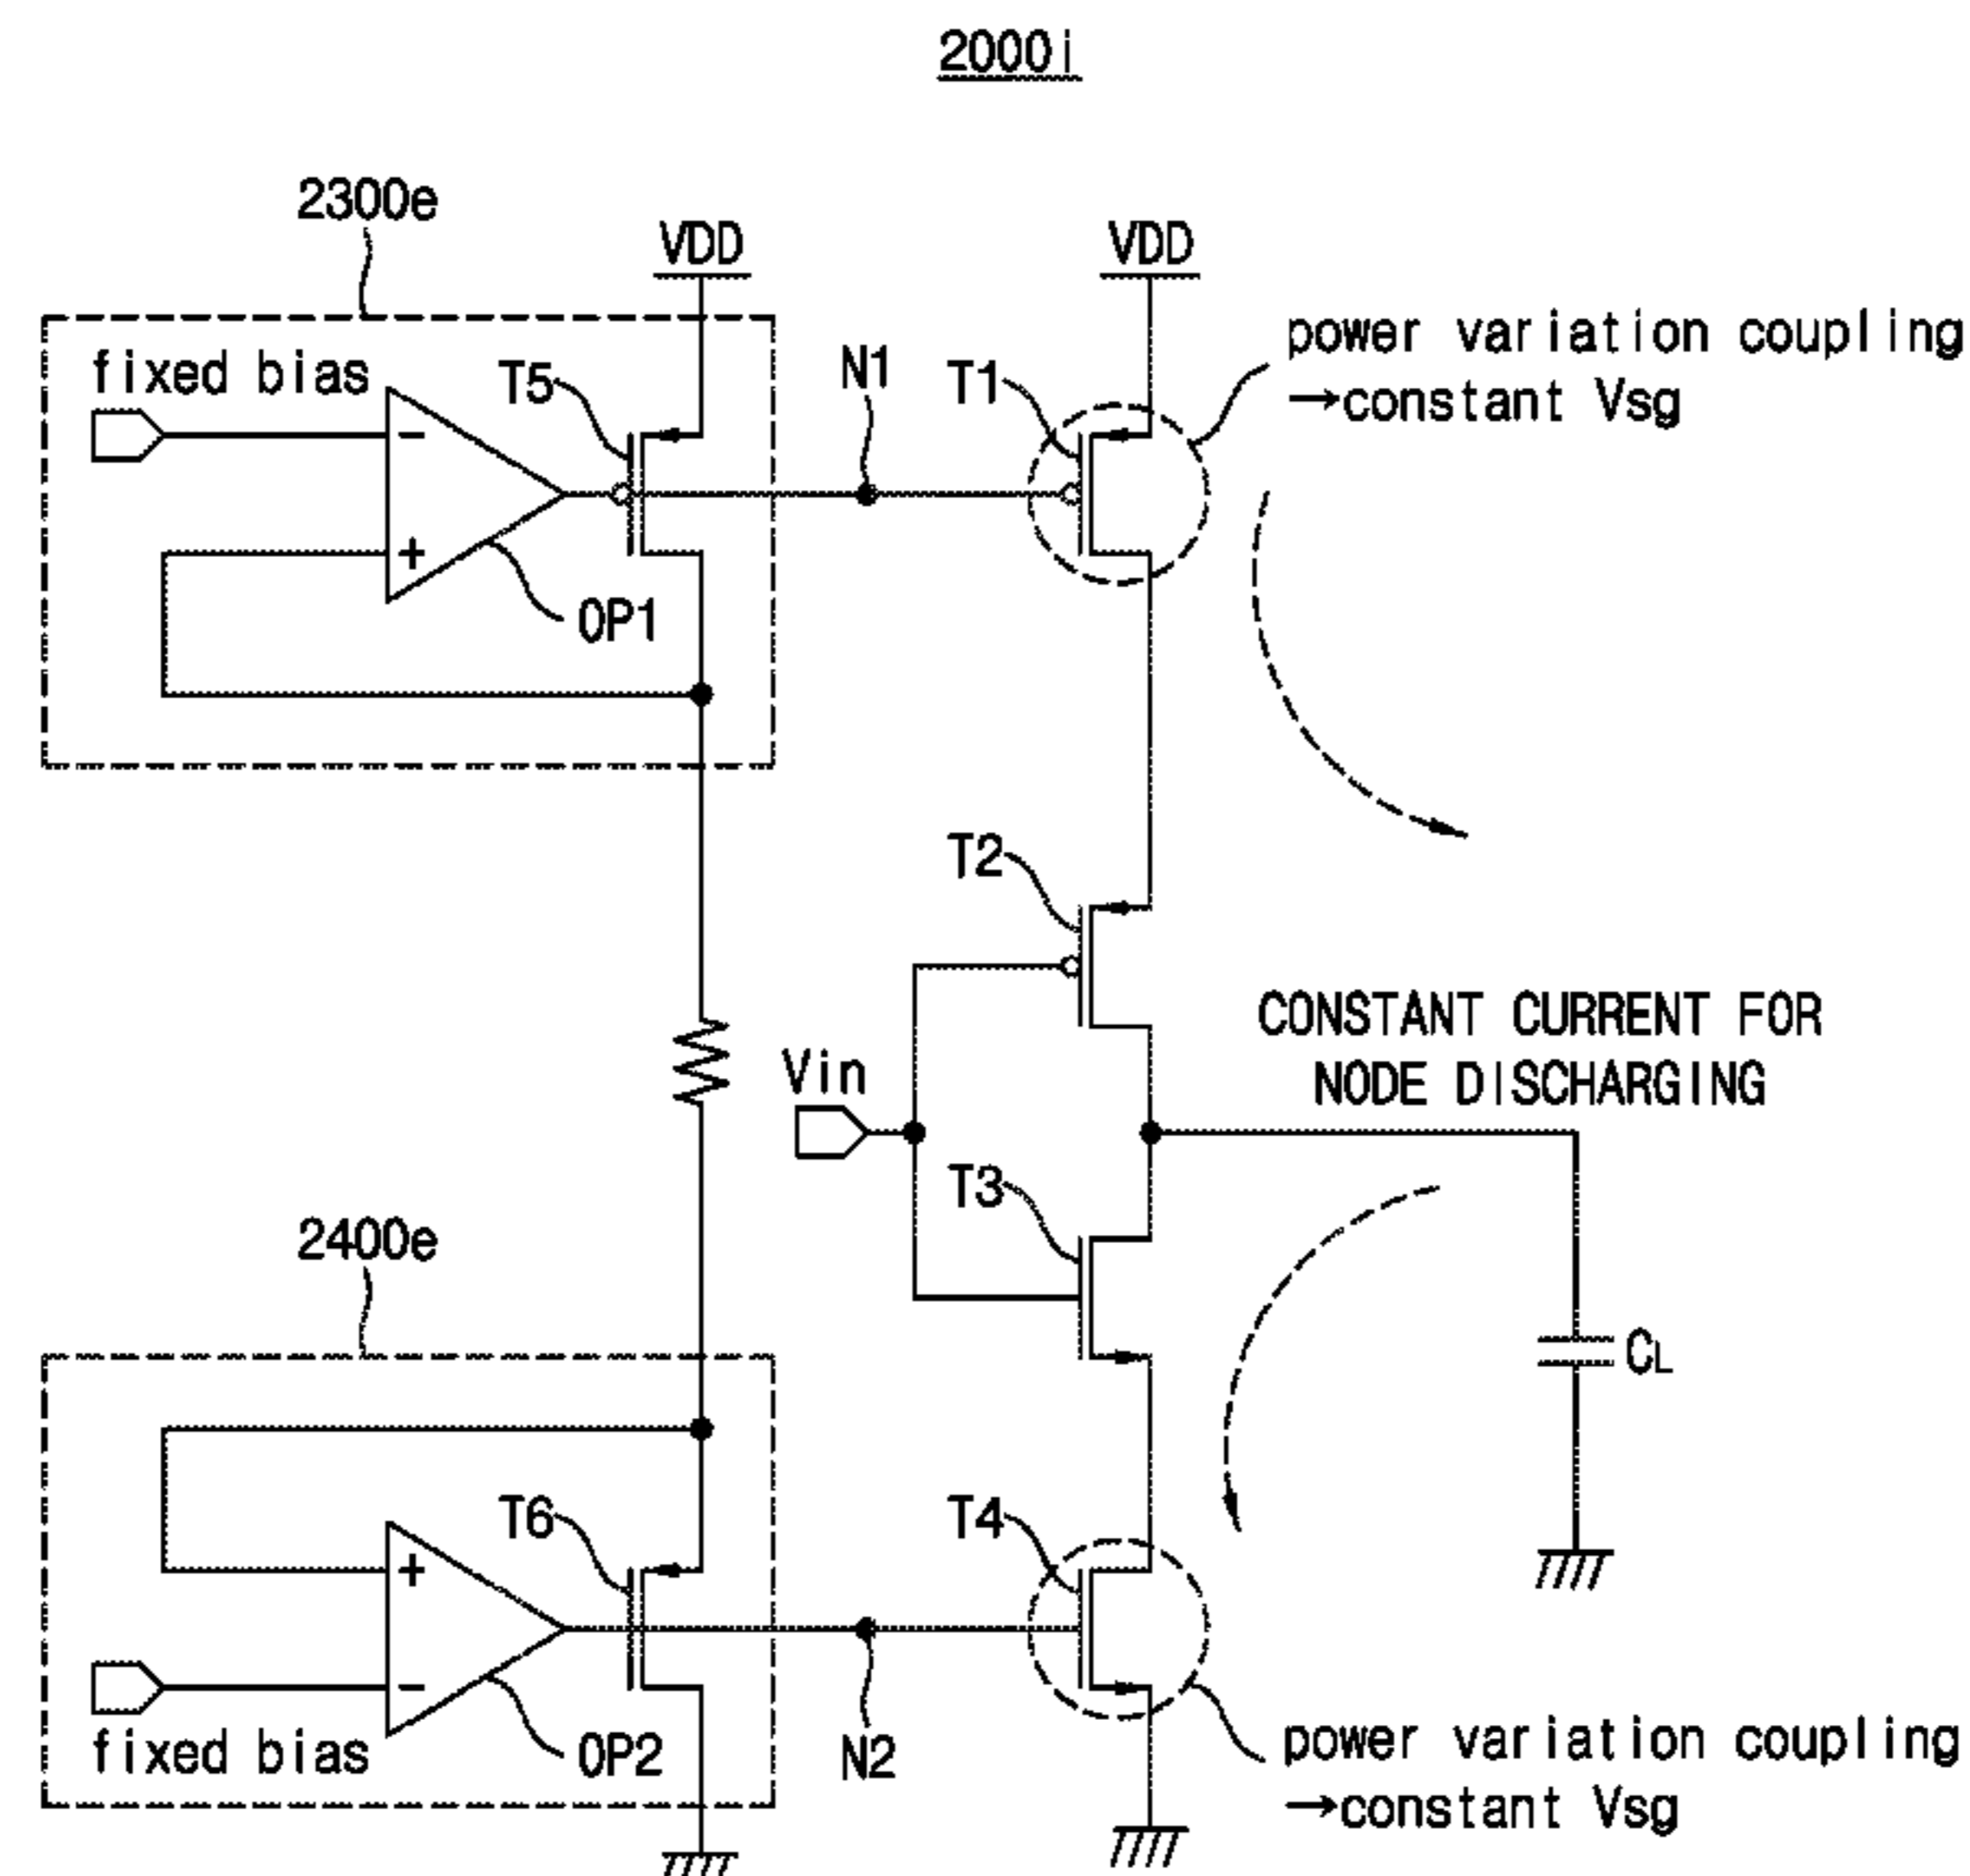 2000i
2300e
VDD
VDD
fixed bias
T5
N1
T1
power variation coupling
→constant Vsg
-
+
OP1
T2
CONSTANT CURRENT FOR
NODE DISCHARGING
Vin
T3
2400e
CL
T6
T4
+
-
fixed bias
OP2
N2
power variation coupling
→constant Vsg